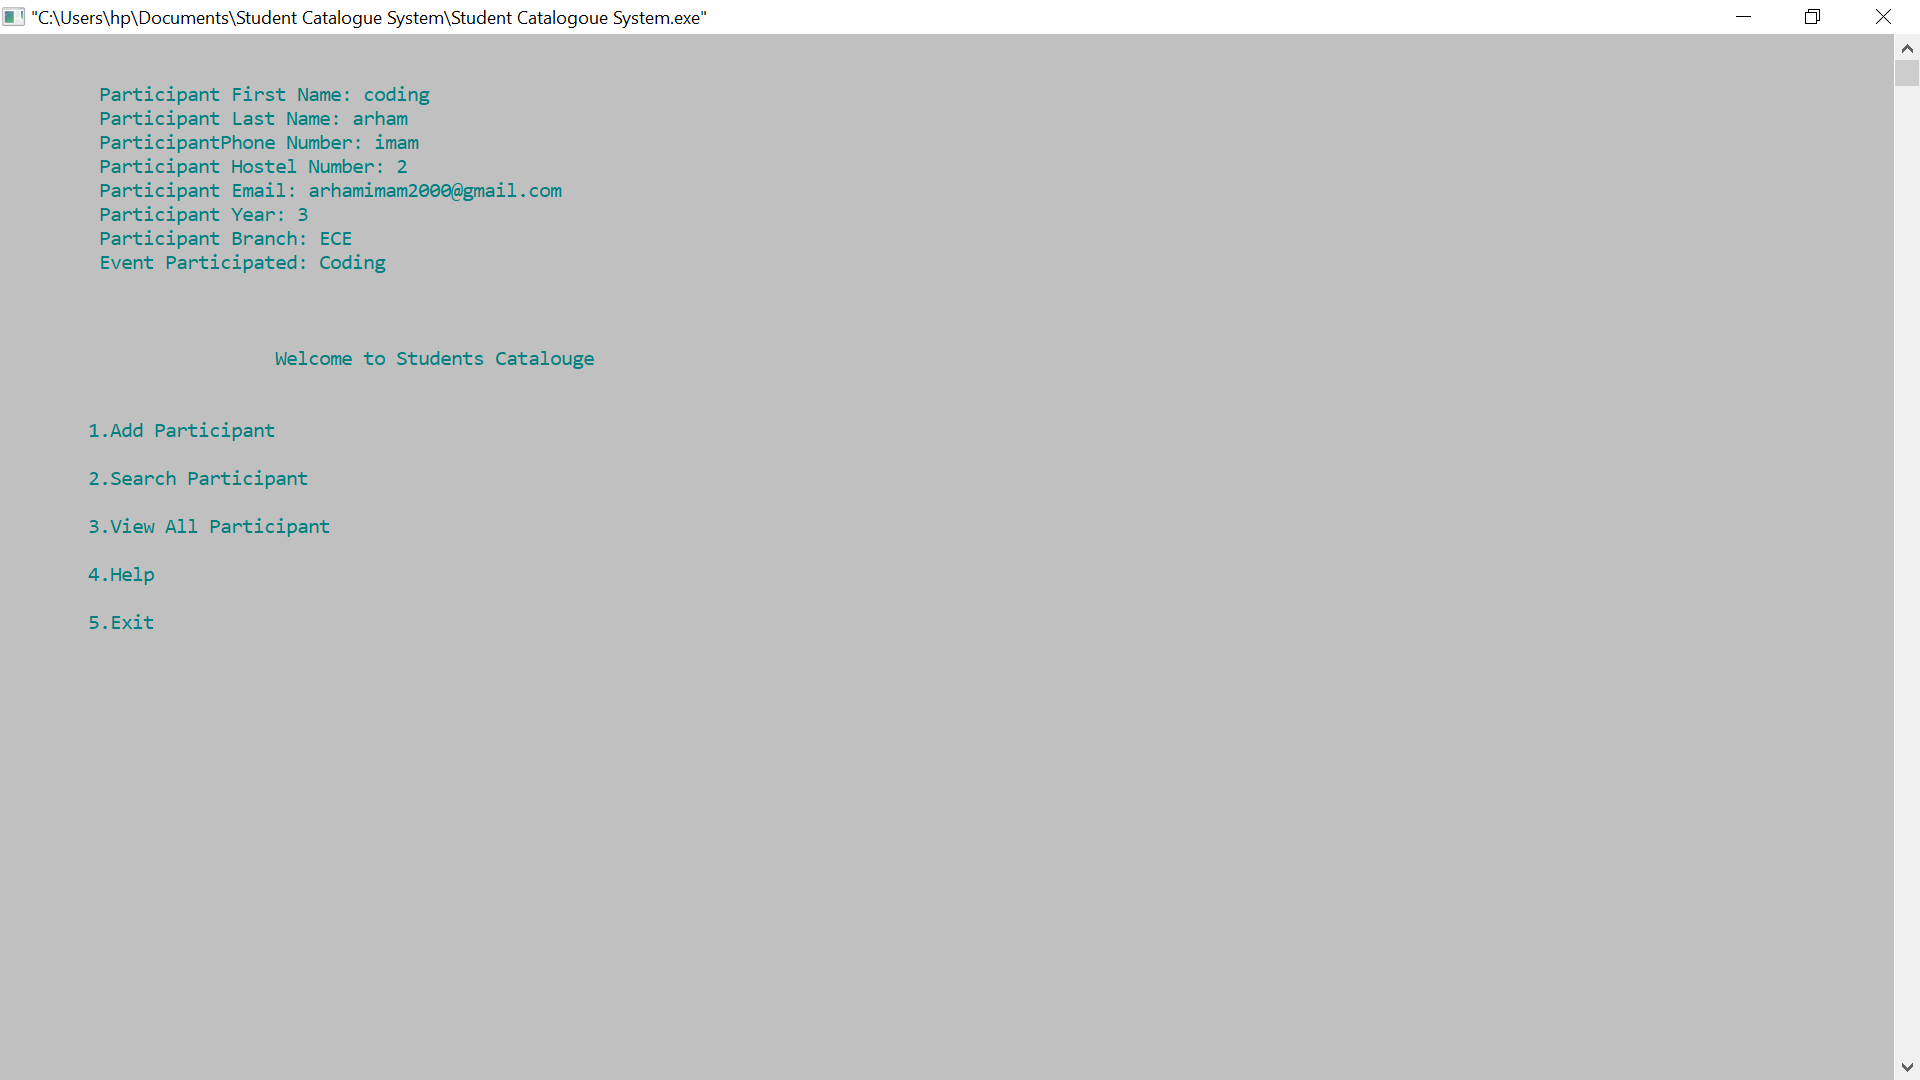 "C:\Users\hp\Documents\Student Catalogue System\Student Catalogoue System.exe"
Participant First Name: coding
Participant Last Name: arham
ParticipantPhone Number: imam
Participant Hostel Number: 2
Participant Email: arhamimam2000@gmail.com
Participant Year: 3
Participant Branch: ECE
Event Participated: Coding
Welcome to Students Catalouge
1.Add Participant
2.Search Participant
3.View All Participant
4.Help
5.Exit